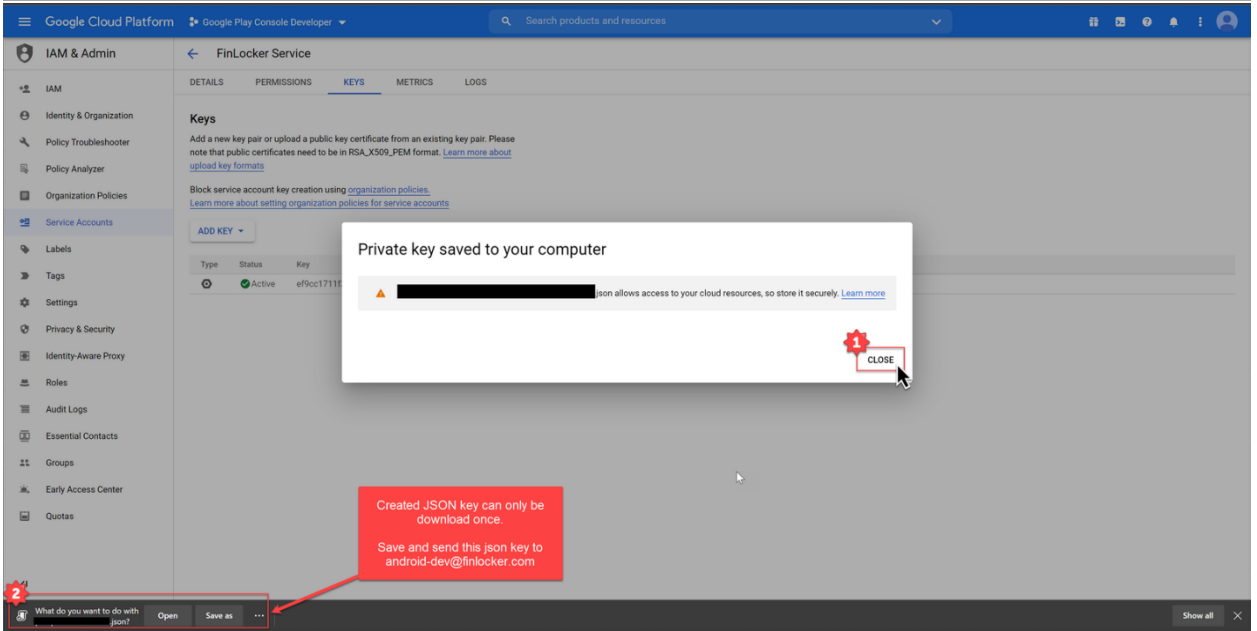 Google Cloud Platform
Google Play Console Developer
Search products and resources
IAM & Admin
FinLocker Service
DETAILS PERMISSIONS KEYS METRICS LOGS
IAM
Identity & Organization
Policy Troubleshooter
Policy Analyzer
Organization Policies
Service Accounts
Labels
Tags
Settings
Privacy & Security
Identity-Aware Proxy
Roles
Audit Logs
Essential Contacts
Groups
Early Access Center
Quotas
Keys
Add a new key pair or upload a public key certificate from an existing key pair. Please
note that public certificates need to be in RSA_X509_PEM format. Learn more about
upload key formats
Block service account key creation using organization policies.
Learn more about setting organization policies for service accounts
ADD KEY
Type Status Key
Active ef9cc1711f
Private key saved to your computer
json allows access to your cloud resources, so store it securely. Learn more
1
CLOSE
Created JSON key can only be
download once.
Save and send this json key to
android-dev@finlocker.com
2
What do you want to do with
json?
Open Save as ...
Show all